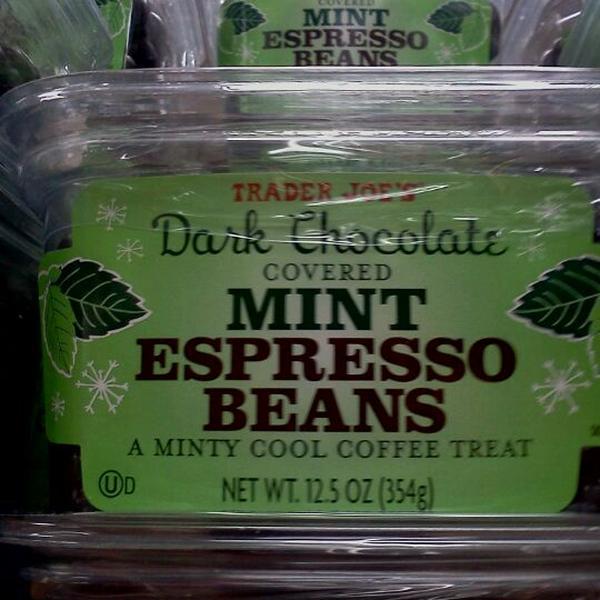 COVERED
MINT
ESPRESSO
BEANS
TRADER JOE'S
Dark Chocolate
COVERED
MINT
ESPRESSO
BEANS
A MINTY COOL COFFEE TREAT
UD NET WT. 12.5 OZ (354g)